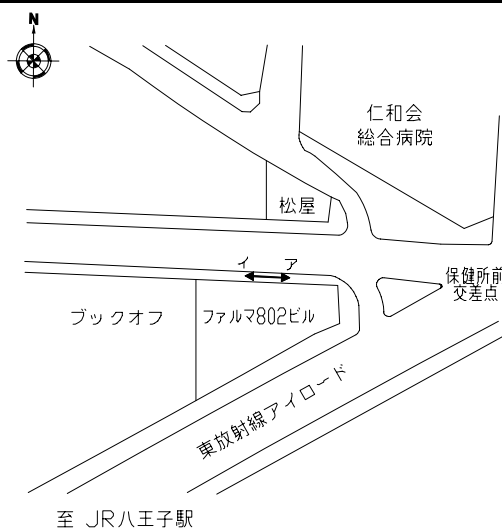 N
仁和会
総合病院
松屋
イ ア
保健所前
交差点
ブックオフ
ファルマ802ビル
東放射線アイロード
至 JR八王子駅